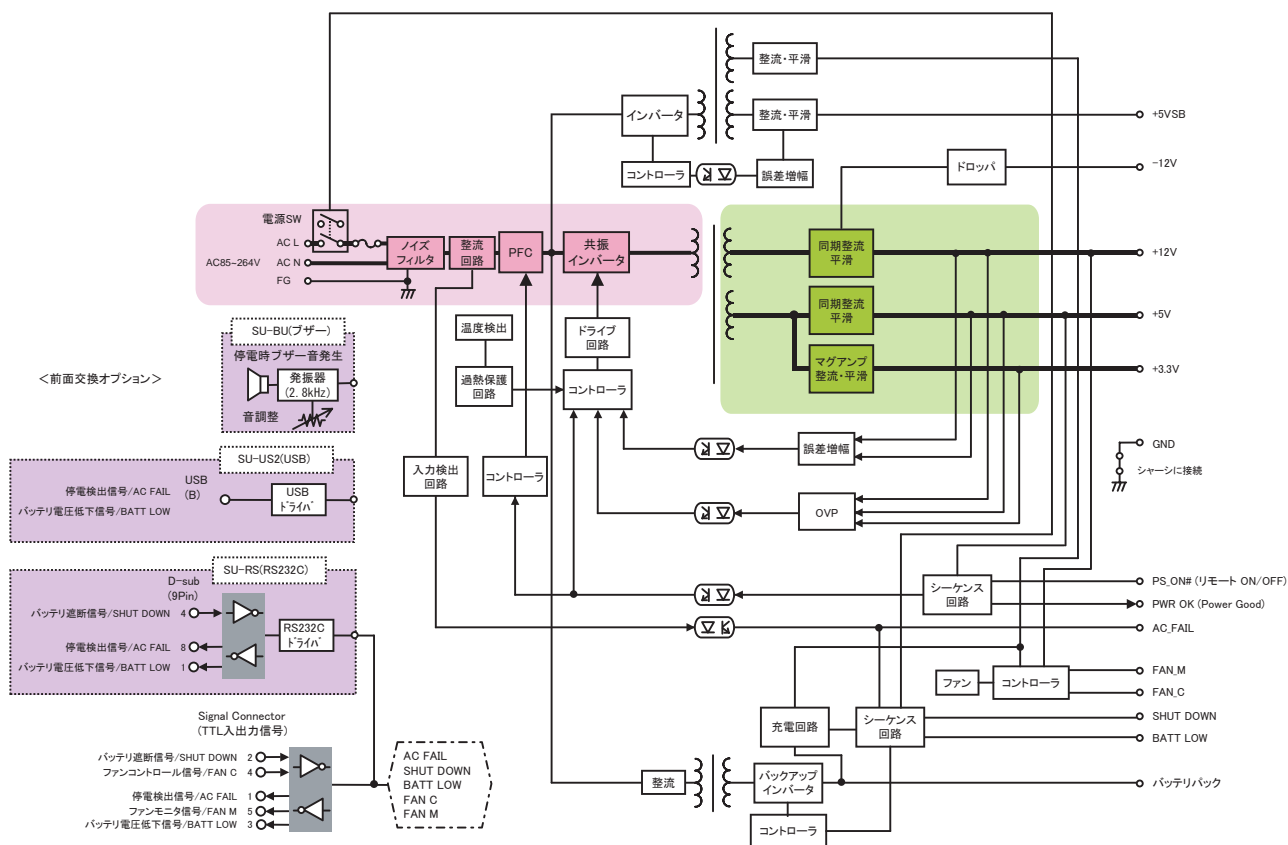 整流・平滑
インバータ
整流・平滑
+5VSB
コントローラ
誤差増幅
ドロッパ
-12V
電源SW
AC L
AC N
FG
AC85~264V
ノイズ
フィルタ
整流
回路
PFC
共振
インバータ
同期整流
平滑
+12V
同期整流
平滑
+5V
マグアンプ
整流・平滑
+3.3V
温度検出
過熱保護
回路
ドライブ
回路
コントローラ
入力検出
回路
コントローラ
誤差増幅
OVP
GND
シャーシに接続
シーケンス
回路
PS_ON# (リモート ON/OFF)
PWR OK (Power Good)
AC_FAIL
ファン
コントローラ
FAN_M
FAN_C
充電回路
シーケンス
回路
SHUT DOWN
BATT LOW
整流
バックアップ
インバータ
バッテリパック
コントローラ
<前面交換オプション>
SU-BU(ブザー)
停電時ブザー音発生
発振器
(2.8kHz)
音調整
SU-US2(USB)
USB
(B)
停電検出信号/AC FAIL
バッテリ電圧低下信号/BATT LOW
USB
ドライバ
SU-RS(RS232C)
D-sub
(9Pin)
バッテリ遮断信号/SHUT DOWN 4
停電検出信号/AC FAIL 8
バッテリ電圧低下信号/BATT LOW 1
RS232C
ドライバ
Signal Connector
(TTL入出力信号)
バッテリ遮断信号/SHUT DOWN 2
ファンコントロール信号/FAN C 4
停電検出信号/AC FAIL 1
ファンモニタ信号/FAN M 5
バッテリ電圧低下信号/BATT LOW 3
AC FAIL
SHUT DOWN
BATT LOW
FAN C
FAN M